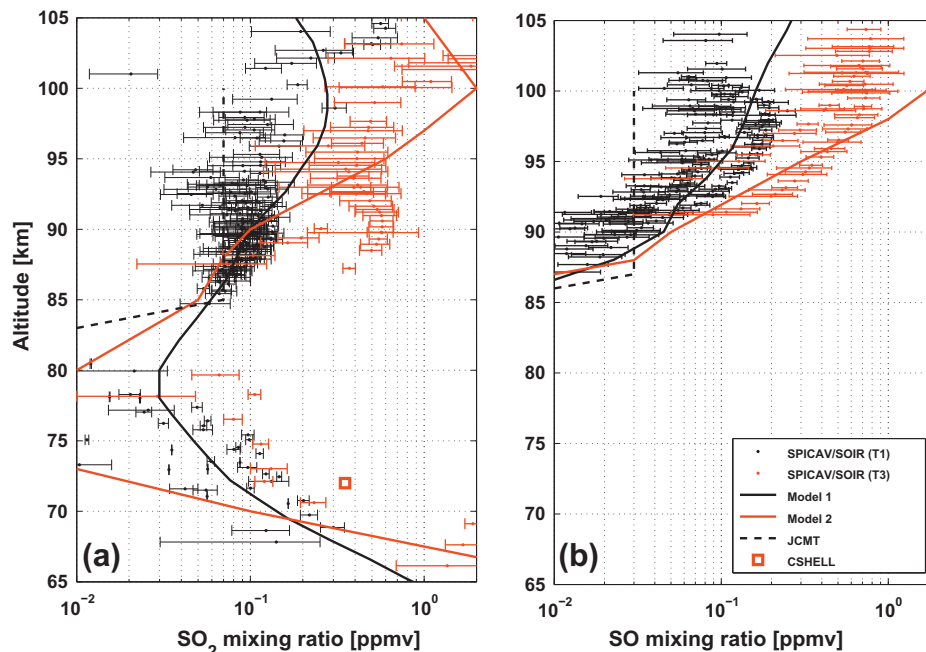 105
100
95
90
85
80
75
70
65
Altitude [km]
(a)
10⁻²
10⁻¹
10⁰
SO₂ mixing ratio [ppmv]
105
100
95
90
85
80
75
70
65
(b)
SPICAV/SOIR (T1)
SPICAV/SOIR (T3)
Model 1
Model 2
JCMT
CSHELL
10⁻²
10⁻¹
10⁰
SO mixing ratio [ppmv]